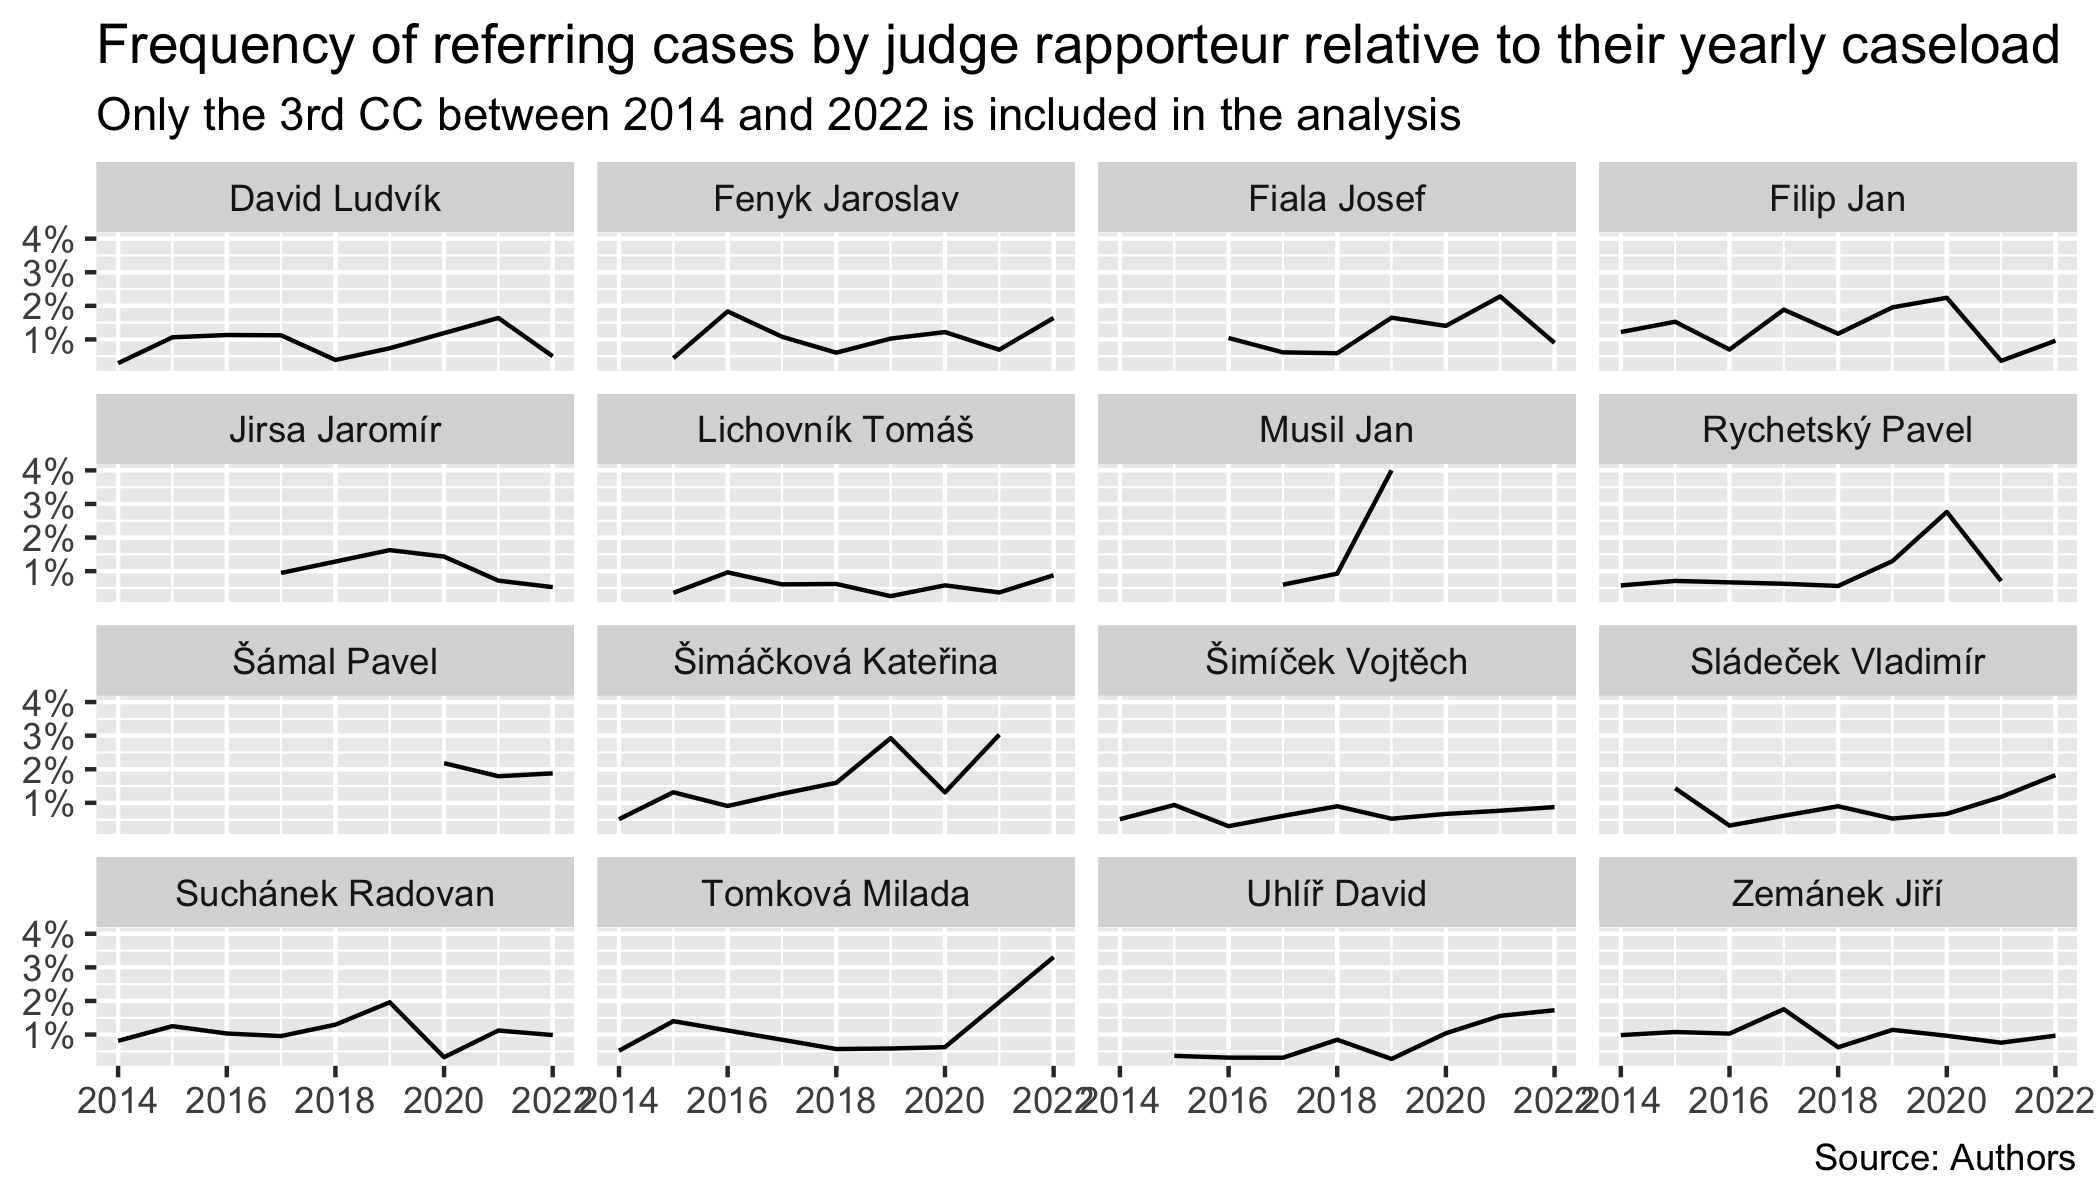 Frequency of referring cases by judge rapporteur relative to their yearly caseload
Only the 3rd CC between 2014 and 2022 is included in the analysis
David Ludvík Fenyk Jaroslav Fiala Josef Filip Jan
4%
3%
2%
1%
Jirsa Jaromír Lichovník Tomáš Musil Jan Rychetský Pavel
4%
3%
2%
1%
Šámal Pavel Šimáčková Kateřina Šimíček Vojtěch Sládeček Vladimír
4%
3%
2%
1%
Suchánek Radovan Tomková Milada Uhlíř David Zemánek Jiří
4%
3%
2%
1%
2014 2016 2018 2020 2022 2014 2016 2018 2020 2022 2014 2016 2018 2020 2022 2014 2016 2018 2020 2022
Source: Authors